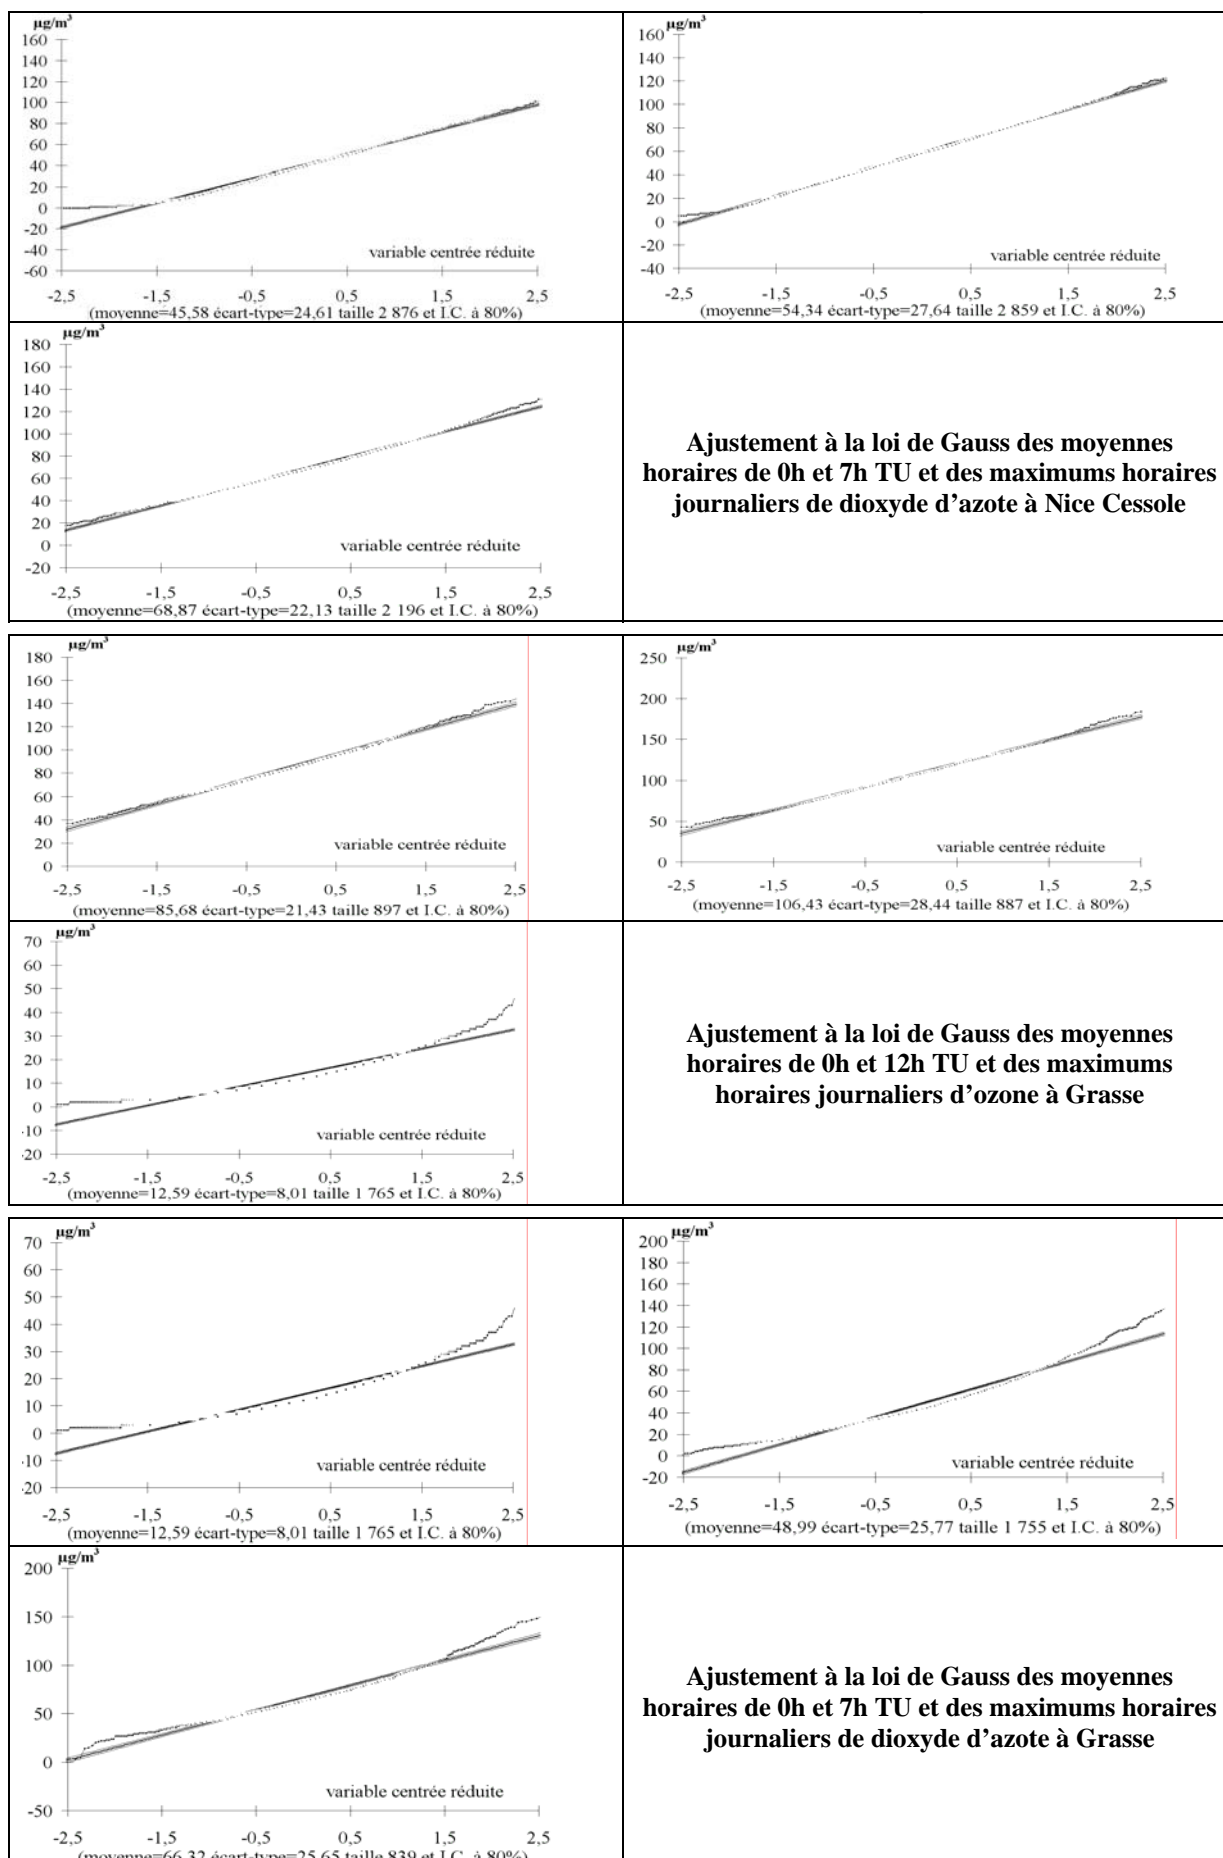 µg/m³
160
140
120
100
80
60
40
20
0
-20
-40
-60
variable centrée réduite
-2,5 -1,5 -0,5 0,5 1,5 2,5
(moyenne=45,58 écart-type=24,61 taille 2 876 et I.C. à 80%)
µg/m³
160
140
120
100
80
60
40
20
0
-20
-40
variable centrée réduite
-2,5 -1,5 -0,5 0,5 1,5 2,5
(moyenne=54,34 écart-type=27,64 taille 2 859 et I.C. à 80%)
µg/m³
180
160
140
120
100
80
60
40
20
0
-20
variable centrée réduite
-2,5 -1,5 -0,5 0,5 1,5 2,5
(moyenne=68,87 écart-type=22,13 taille 2 196 et I.C. à 80%)
Ajustement à la loi de Gauss des moyennes
horaires de 0h et 7h TU et des maximums horaires
journaliers de dioxyde d'azote à Nice Cessole
µg/m³
180
160
140
120
100
80
60
40
20
0
variable centrée réduite
-2,5 -1,5 -0,5 0,5 1,5 2,5
(moyenne=85,68 écart-type=21,43 taille 897 et I.C. à 80%)
µg/m³
250
200
150
100
50
0
variable centrée réduite
-2,5 -1,5 -0,5 0,5 1,5 2,5
(moyenne=106,43 écart-type=28,44 taille 887 et I.C. à 80%)
µg/m³
70
60
50
40
30
20
10
0
-10
-20
variable centrée réduite
-2,5 -1,5 -0,5 0,5 1,5 2,5
(moyenne=12,59 écart-type=8,01 taille 1 765 et I.C. à 80%)
Ajustement à la loi de Gauss des moyennes
horaires de 0h et 12h TU et des maximums
horaires journaliers d'ozone à Grasse
µg/m³
70
60
50
40
30
20
10
0
-10
-20
variable centrée réduite
-2,5 -1,5 -0,5 0,5 1,5 2,5
(moyenne=12,59 écart-type=8,01 taille 1 765 et I.C. à 80%)
µg/m³
200
180
160
140
120
100
80
60
40
20
0
-20
variable centrée réduite
-2,5 -1,5 -0,5 0,5 1,5 2,5
(moyenne=48,99 écart-type=25,77 taille 1 755 et I.C. à 80%)
µg/m³
200
150
100
50
0
-50
variable centrée réduite
-2,5 -1,5 -0,5 0,5 1,5 2,5
(moyenne=66,32 écart-type=25,65 taille 839 et I.C. à 80%)
Ajustement à la loi de Gauss des moyennes
horaires de 0h et 7h TU et des maximums horaires
journaliers de dioxyde d'azote à Grasse